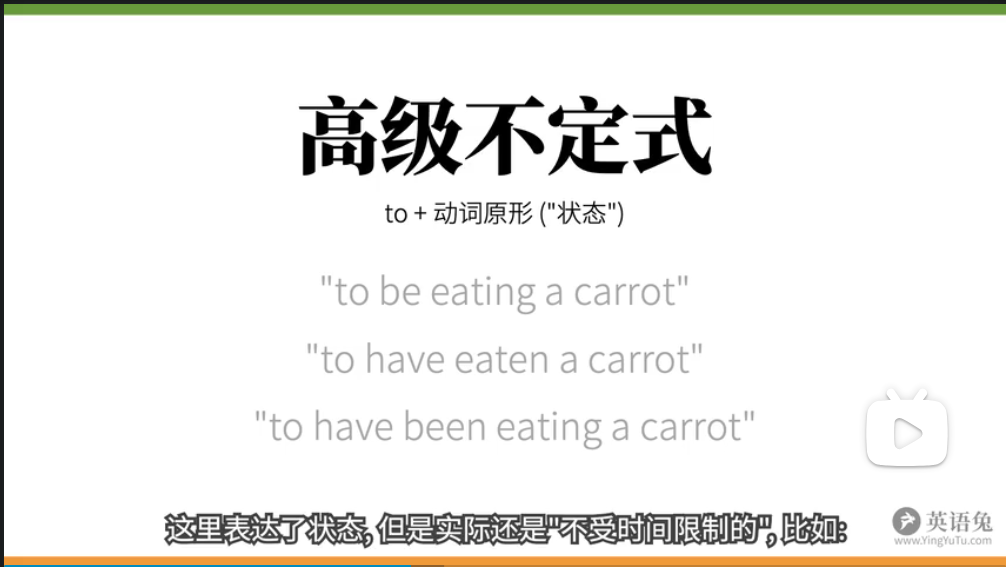 高级不定式
to + 动词原形 ("状态")
"to be eating a carrot"
"to have eaten a carrot"
"to have been eating a carrot"
这里表达了状态, 但是实际还是"不受时间限制的", 比如:
英语兔
www.YingYuTu.com